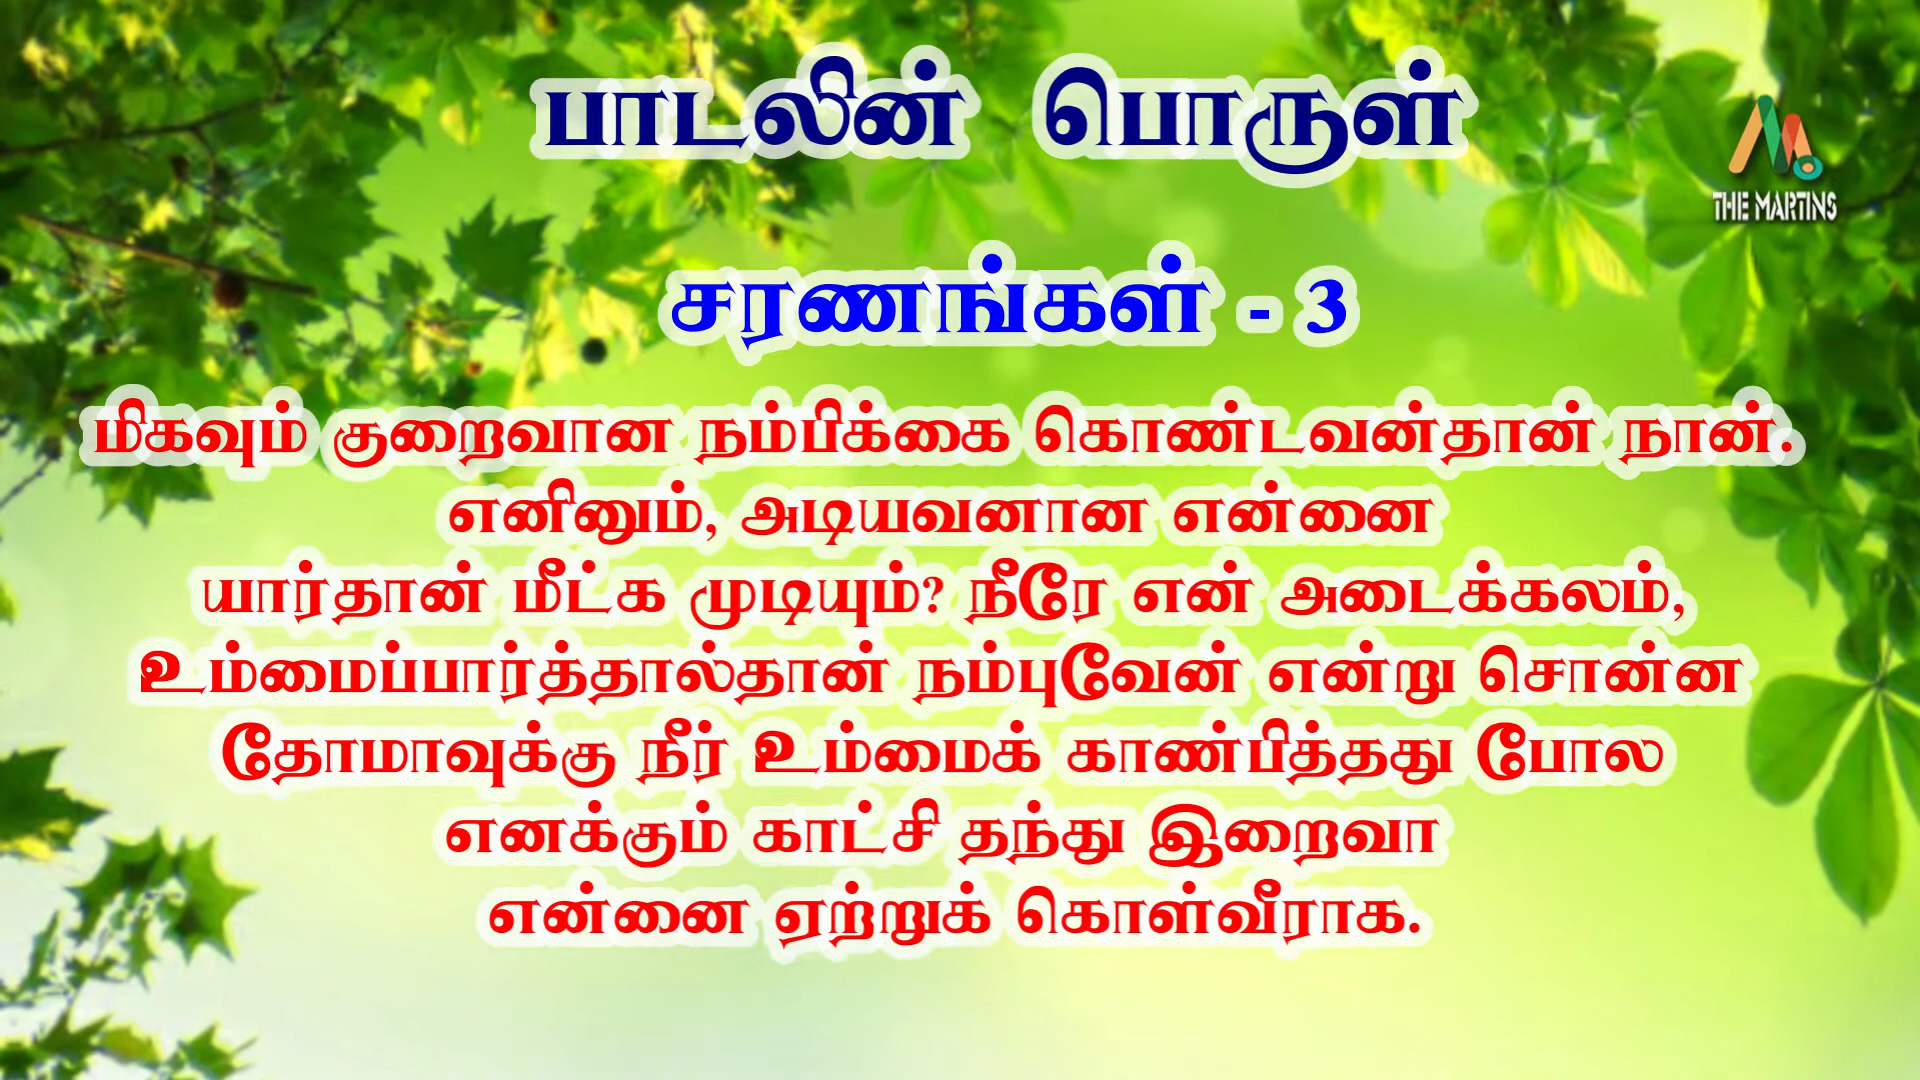 பாடலின் பொருள்
THE MARTINS
சரணங்கள் - 3
மிகவும் குறைவான நம்பிக்கை கொண்டவன்தான் நான்.
எனினும், அடியவனான என்னை
யார்தான் மீட்க முடியும்? நீரே என் அடைக்கலம்,
உம்மைப்பார்த்தால்தான் நம்புவேன் என்று சொன்ன
தோமாவுக்கு நீர் உம்மைக் காண்பித்தது போல
எனக்கும் காட்சி தந்து இறைவா
என்னை ஏற்றுக் கொள்வீராக.